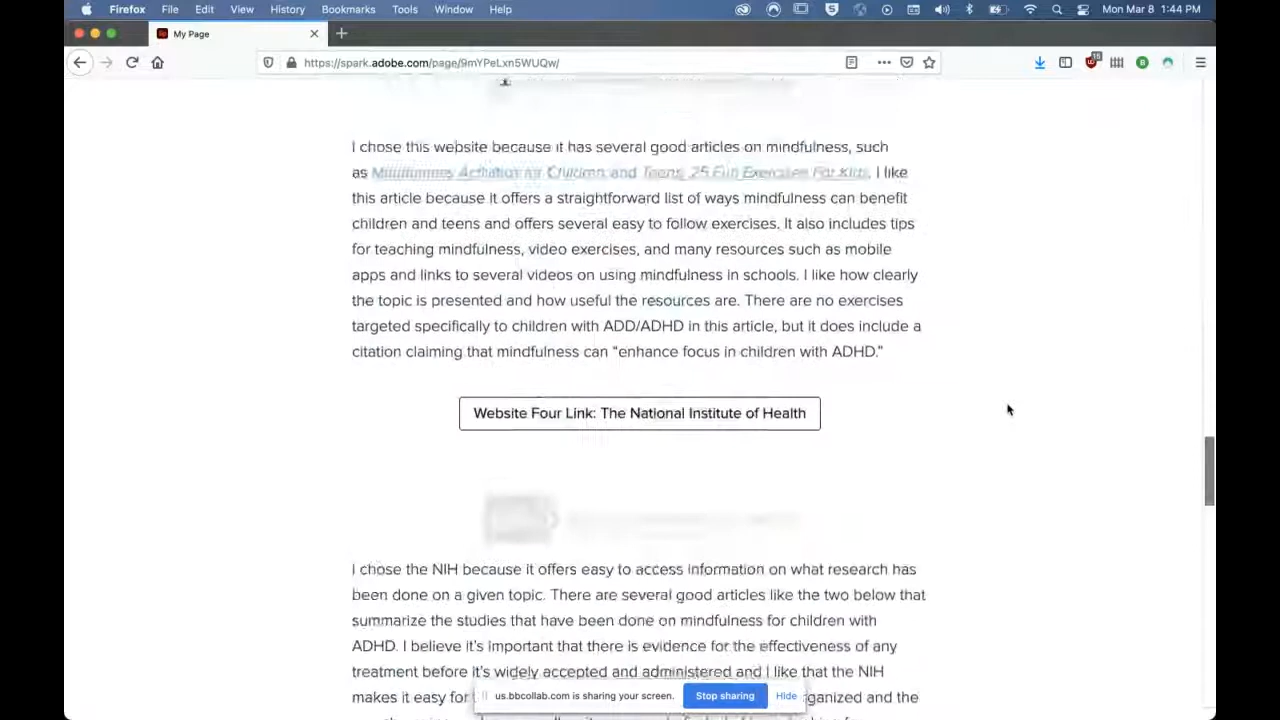 Firefox File Edit View History Bookmarks Tools Window Help Mon Mar 8 1:44 PM
My Page
https://spark.adobe.com/page/9mYPeLxn5WUQw/
15
I chose this website because it has several good articles on mindfulness, such
as Mindfulness Activities for Children and Teens: 25 Fun Exercises For Kids. I like
this article because it offers a straightforward list of ways mindfulness can benefit
children and teens and offers several easy to follow exercises. It also includes tips
for teaching mindfulness, video exercises, and many resources such as mobile
apps and links to several videos on using mindfulness in schools. I like how clearly
the topic is presented and how useful the resources are. There are no exercises
targeted specifically to children with ADD/ADHD in this article, but it does include a
citation claiming that mindfulness can “enhance focus in children with ADHD.”
Website Four Link: The National Institute of Health
I chose the NIH because it offers easy to access information on what research has
been done on a given topic. There are several good articles like the two below that
summarize the studies that have been done on mindfulness for children with
ADHD. I believe it’s important that there is evidence for the effectiveness of any
treatment before it’s widely accepted and administered and I like that the NIH
makes it easy for
us.bbcollab.com is sharing your screen. Stop sharing Hide
and the